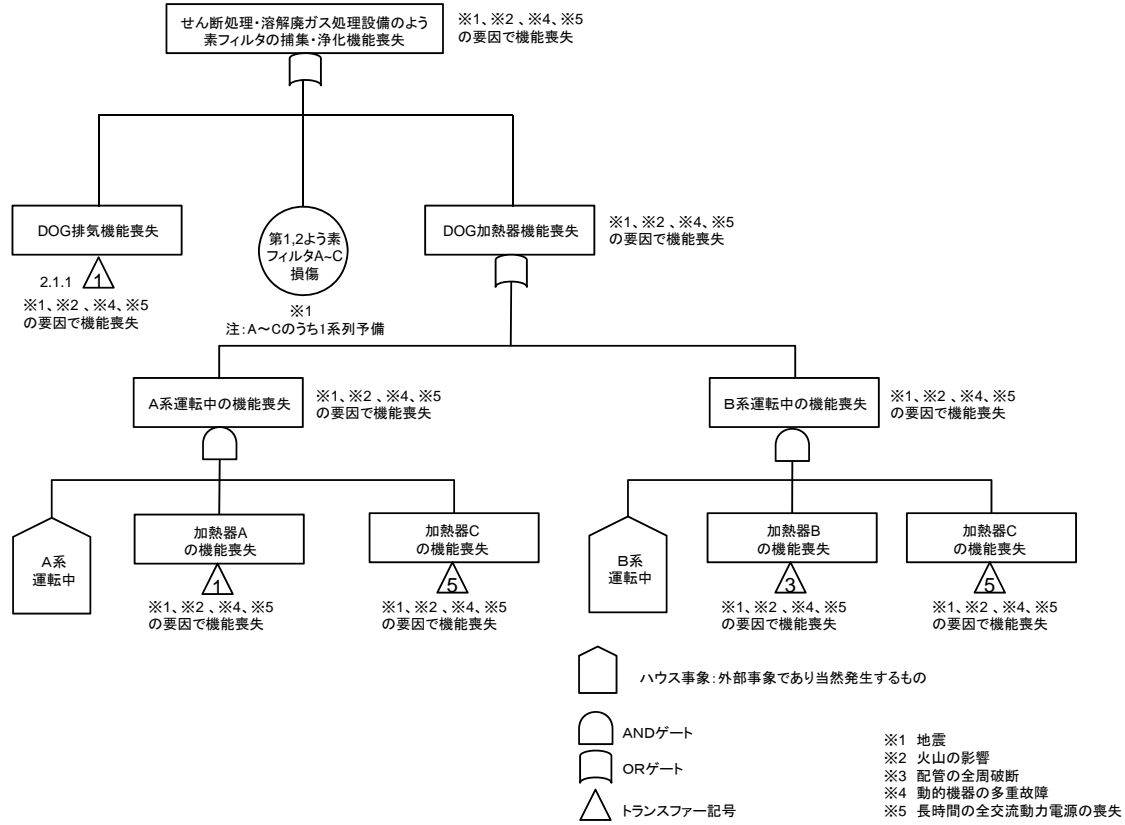 せん断処理・溶解廃ガス処理設備のよう
素フィルタの捕集・浄化機能喪失
※1、※2 、※4、※5
の要因で機能喪失
DOG排気機能喪失
2.1.1
1
※1、※2 、※4、※5
の要因で機能喪失
第1,2よう素
フィルタA~C
損傷
※1
注:A～Cのうち1系列予備
DOG加熱器機能喪失
※1、※2 、※4、※5
の要因で機能喪失
A系運転中の機能喪失
※1、※2 、※4、※5
の要因で機能喪失
B系運転中の機能喪失
※1、※2 、※4、※5
の要因で機能喪失
A系
運転中
加熱器A
の機能喪失
1
※1、※2 、※4、※5
の要因で機能喪失
加熱器C
の機能喪失
5
※1、※2 、※4、※5
の要因で機能喪失
B系
運転中
加熱器B
の機能喪失
3
※1、※2 、※4、※5
の要因で機能喪失
加熱器C
の機能喪失
5
※1、※2 、※4、※5
の要因で機能喪失
ハウス事象:外部事象であり当然発生するもの
ANDゲート
ORゲート
トランスファー記号
※1 地震
※2 火山の影響
※3 配管の全周破断
※4 動的機器の多重故障
※5 長時間の全交流動力電源の喪失